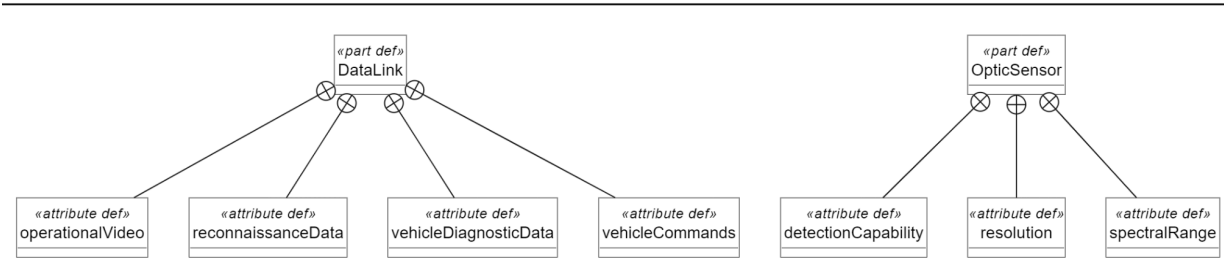 «part def»
DataLink
«part def»
OpticSensor
«attribute def»
operationalVideo
«attribute def»
reconnaissanceData
«attribute def»
vehicleDiagnosticData
«attribute def»
vehicleCommands
«attribute def»
detectionCapability
«attribute def»
resolution
«attribute def»
spectralRange